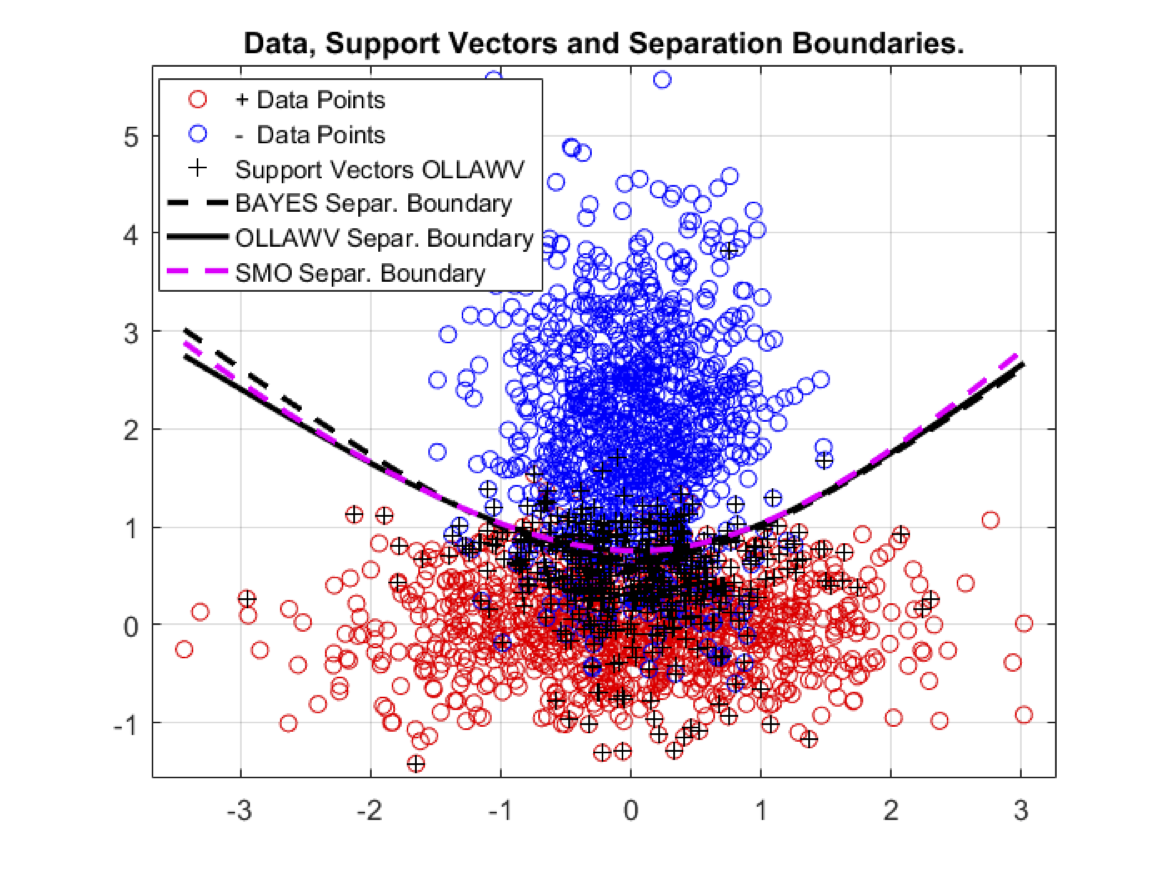 Data, Support Vectors and Separation Boundaries.
+ Data Points
- Data Points
Support Vectors OLLAWV
BAYES Separ. Boundary
OLLAWV Separ. Boundary
SMO Separ. Boundary
5
4
3
2
1
0
-1
-3 -2 -1 0 1 2 3